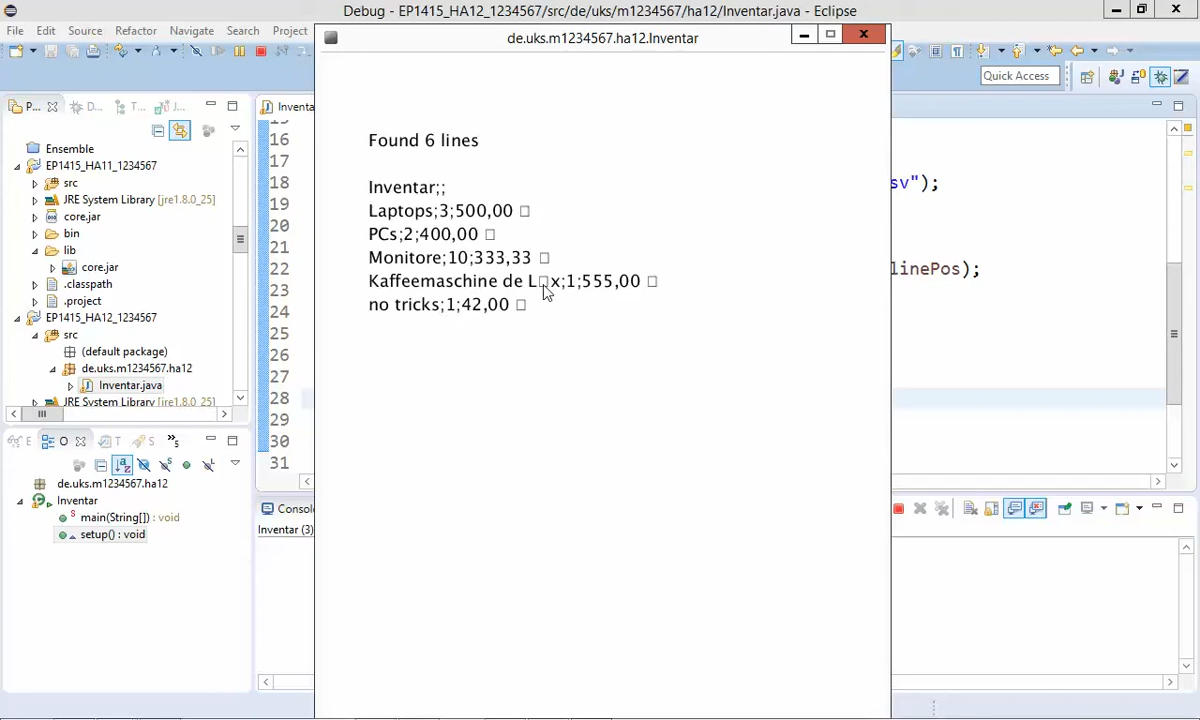 Debug - EP1415_HA12_1234567/src/de/uks/m1234567/ha12/Inventar.java - Eclipse
File Edit Source Refactor Navigate Search Project
de.uks.m1234567.ha12.Inventar
Quick Access
P... D... T... J...
Inventa
Ensemble
EP1415_HA11_1234567
src
JRE System Library [jre1.8.0_25]
core.jar
bin
lib
core.jar
.classpath
.project
EP1415_HA12_1234567
src
(default package)
de.uks.m1234567.ha12
Inventar.java
JRE System Library [jre1.8.0_25]
16
17
18
19
20
21
22
23
24
25
26
27
28
29
30
31
sv");
linePos);
Found 6 lines
Inventar;;
Laptops;3;500,00 □
PCs;2;400,00 □
Monitore;10;333,33 □
Kaffeemaschine de L□x;1;555,00 □
no tricks;1;42,00 □
E O T S »5
de.uks.m1234567.ha12
Inventar
main(String[]) : void
setup() : void
Consol
Inventar (3)